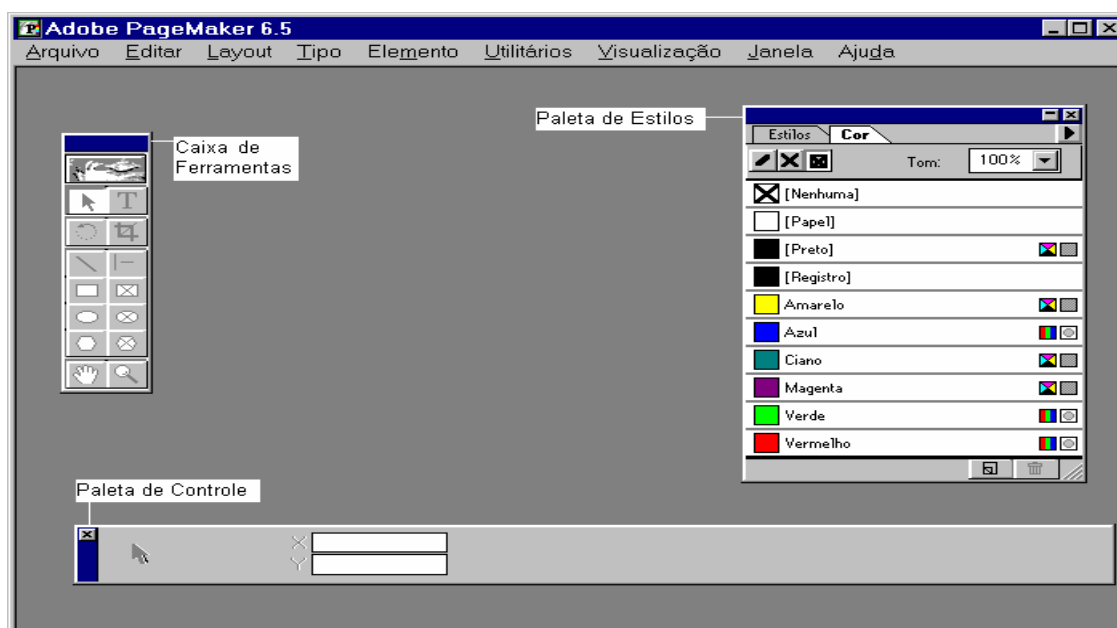 Adobe PageMaker 6.5
Arquivo Editar Layout Tipo Elemento Utilitários Visualização Janela Ajuda
Paleta de Estilos
Caixa de
Ferramentas
Estilos Cor
Tom: 100%
T
[Nenhuma]
[Papel]
[Preto]
[Registro]
Amarelo
Azul
Ciano
Magenta
Verde
Vermelho
Paleta de Controle
X
Y